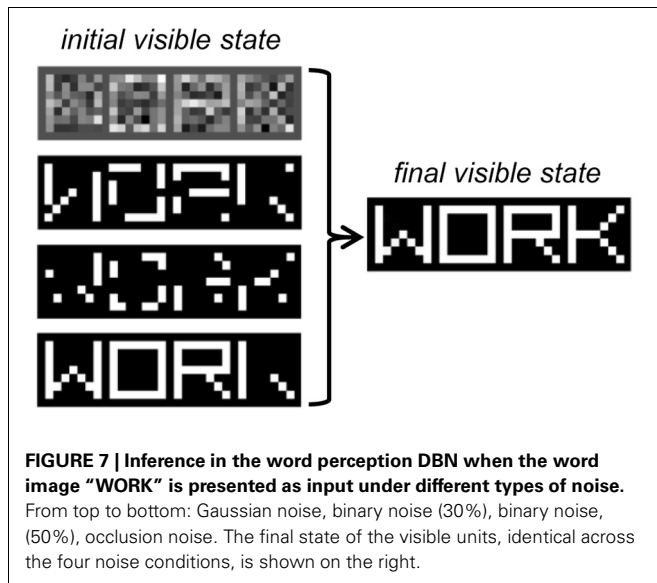 initial visible state
final visible state
WORK
FIGURE 7 | Inference in the word perception DBN when the word
image “WORK” is presented as input under different types of noise.
From top to bottom: Gaussian noise, binary noise (30%), binary noise,
(50%), occlusion noise. The final state of the visible units, identical across
the four noise conditions, is shown on the right.